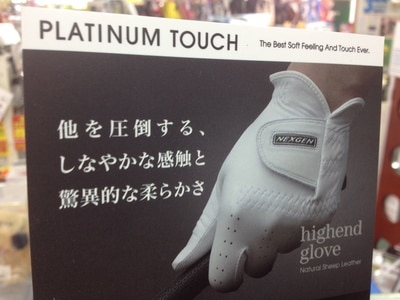 PLATINUM TOUCH
The Best Soft Feeling And Touch Ever.
他を圧倒する、
しなやかな感触と
驚異的な柔らかさ
NEXGEN
highend
glove
Natural Sheep Leather